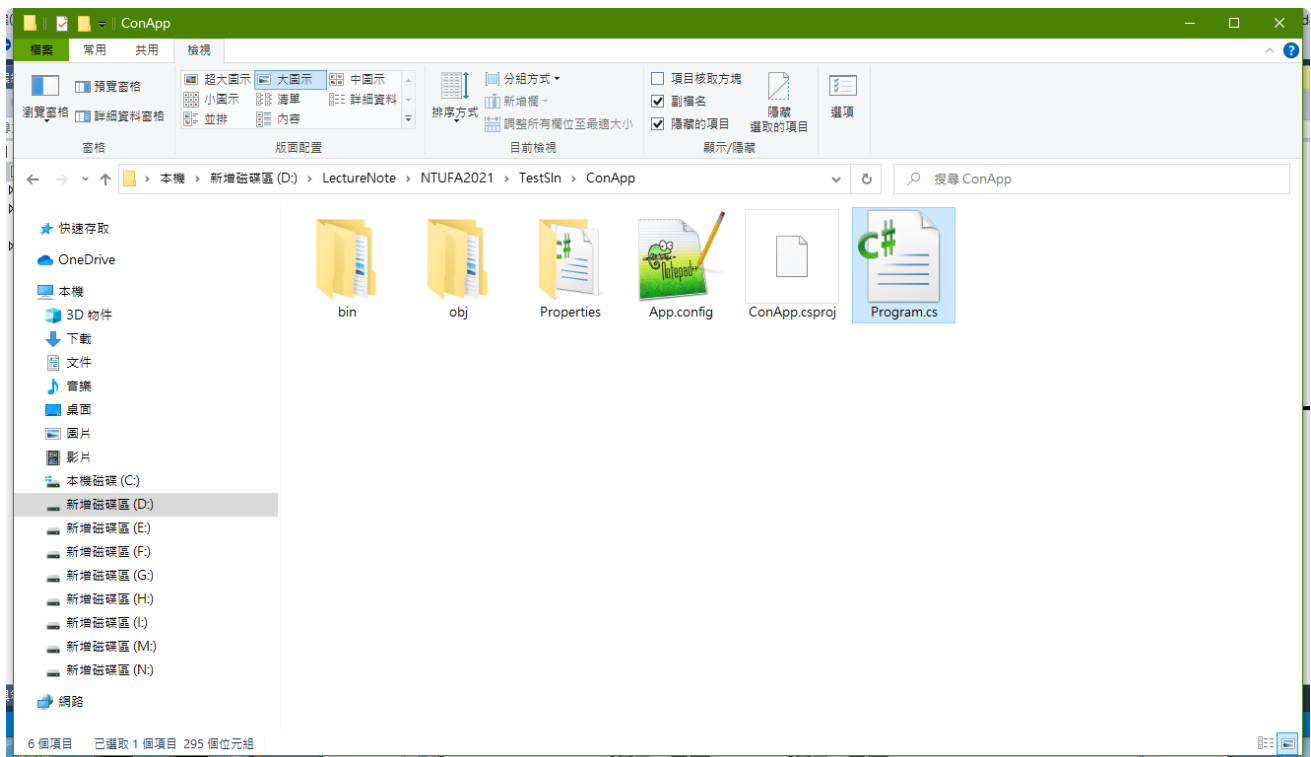 ConApp
檔案 常用 共用 檢視
瀏覽窗格 預覽窗格 詳細資料窗格
窗格
超大圖示 大圖示 中圖示
小圖示 清單 詳細資料
並排 內容
版面配置
排序方式 分組方式 新增欄 調整所有欄位至最適大小
目前檢視
項目核取方塊
副檔名
隱藏的項目
隱藏
選取的項目
顯示/隱藏
選項
本機 › 新增磁碟區 (D:) › LectureNote › NTUFA2021 › TestSln › ConApp
搜尋 ConApp
快速存取
OneDrive
本機
3D 物件
下載
文件
音樂
桌面
圖片
影片
本機磁碟 (C:)
新增磁碟區 (D:)
新增磁碟區 (E:)
新增磁碟區 (F:)
新增磁碟區 (G:)
新增磁碟區 (H:)
新增磁碟區 (I:)
新增磁碟區 (M:)
新增磁碟區 (N:)
網路
C#
Notepad++
C#
bin obj Properties App.config ConApp.csproj Program.cs
6 個項目 已選取 1 個項目 295 個位元組